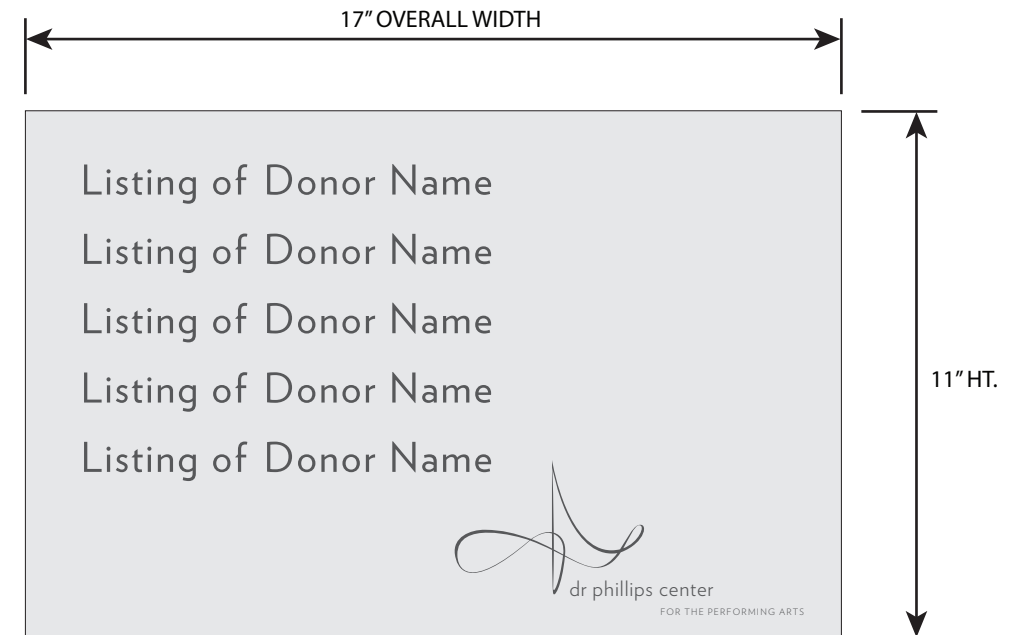 17” OVERALL WIDTH
Listing of Donor Name
Listing of Donor Name
Listing of Donor Name
Listing of Donor Name
Listing of Donor Name
11” HT.
dr phillips center
FOR THE PERFORMING ARTS